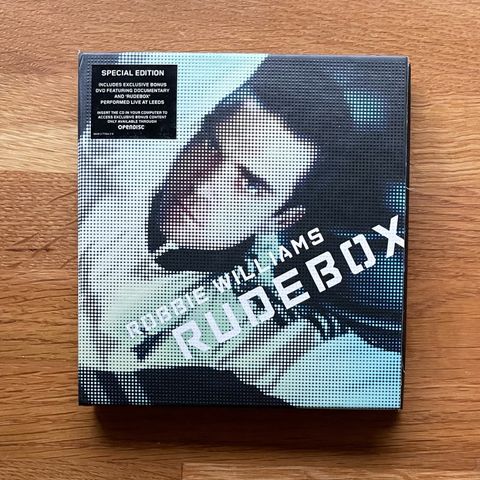 SPECIAL EDITION
INCLUDES EXCLUSIVE BONUS
DVD FEATURING DOCUMENTARY
AND 'RUDEBOX'
PERFORMED LIVE AT LEEDS
INSERT THE CD IN YOUR COMPUTER TO
ACCESS EXCLUSIVE BONUS CONTENT
ONLY AVAILABLE THROUGH
OPENDISC
ROBBIE WILLIAMS
RUDEBOX